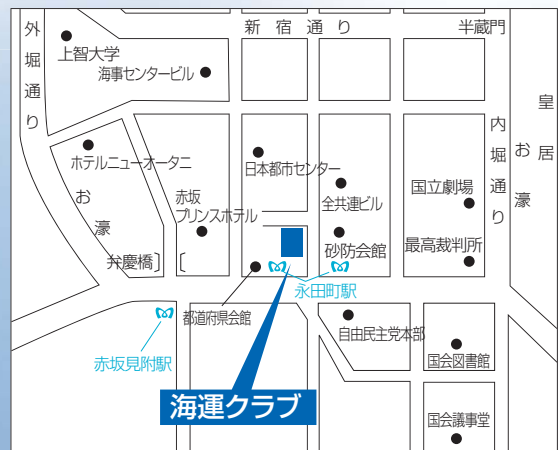 外堀通り
新宿通り
半蔵門
上智大学
海事センタービル
皇居
お濠
内堀通り
ホテルニューオータニ
日本都市センター
お濠
赤坂
プリンスホテル
全共連ビル
国立劇場
弁慶橋
砂防会館
最高裁判所
永田町駅
都道府県会館
自由民主党本部
赤坂見附駅
国会図書館
海運クラブ
国会議事堂